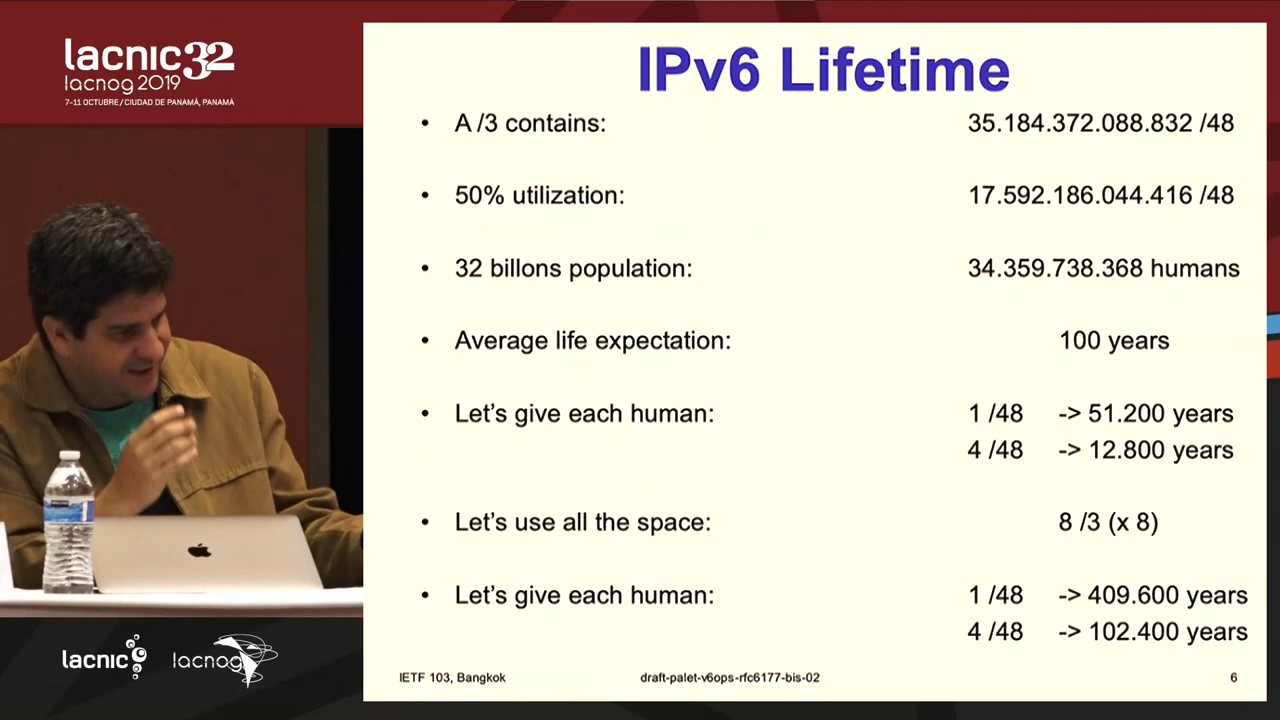 lacnic32
lacnog 2019
7-11 OCTUBRE / CIUDAD DE PANAMÁ, PANAMÁ
IPv6 Lifetime
• A /3 contains: 35.184.372.088.832 /48
• 50% utilization: 17.592.186.044.416 /48
• 32 billons population: 34.359.738.368 humans
• Average life expectation: 100 years
• Let's give each human: 1 /48 -> 51.200 years
4 /48 -> 12.800 years
• Let's use all the space: 8 /3 (x 8)
• Let's give each human: 1 /48 -> 409.600 years
4 /48 -> 102.400 years
IETF 103, Bangkok draft-palet-v6ops-rfc6177-bis-02 6
lacnic lacnog